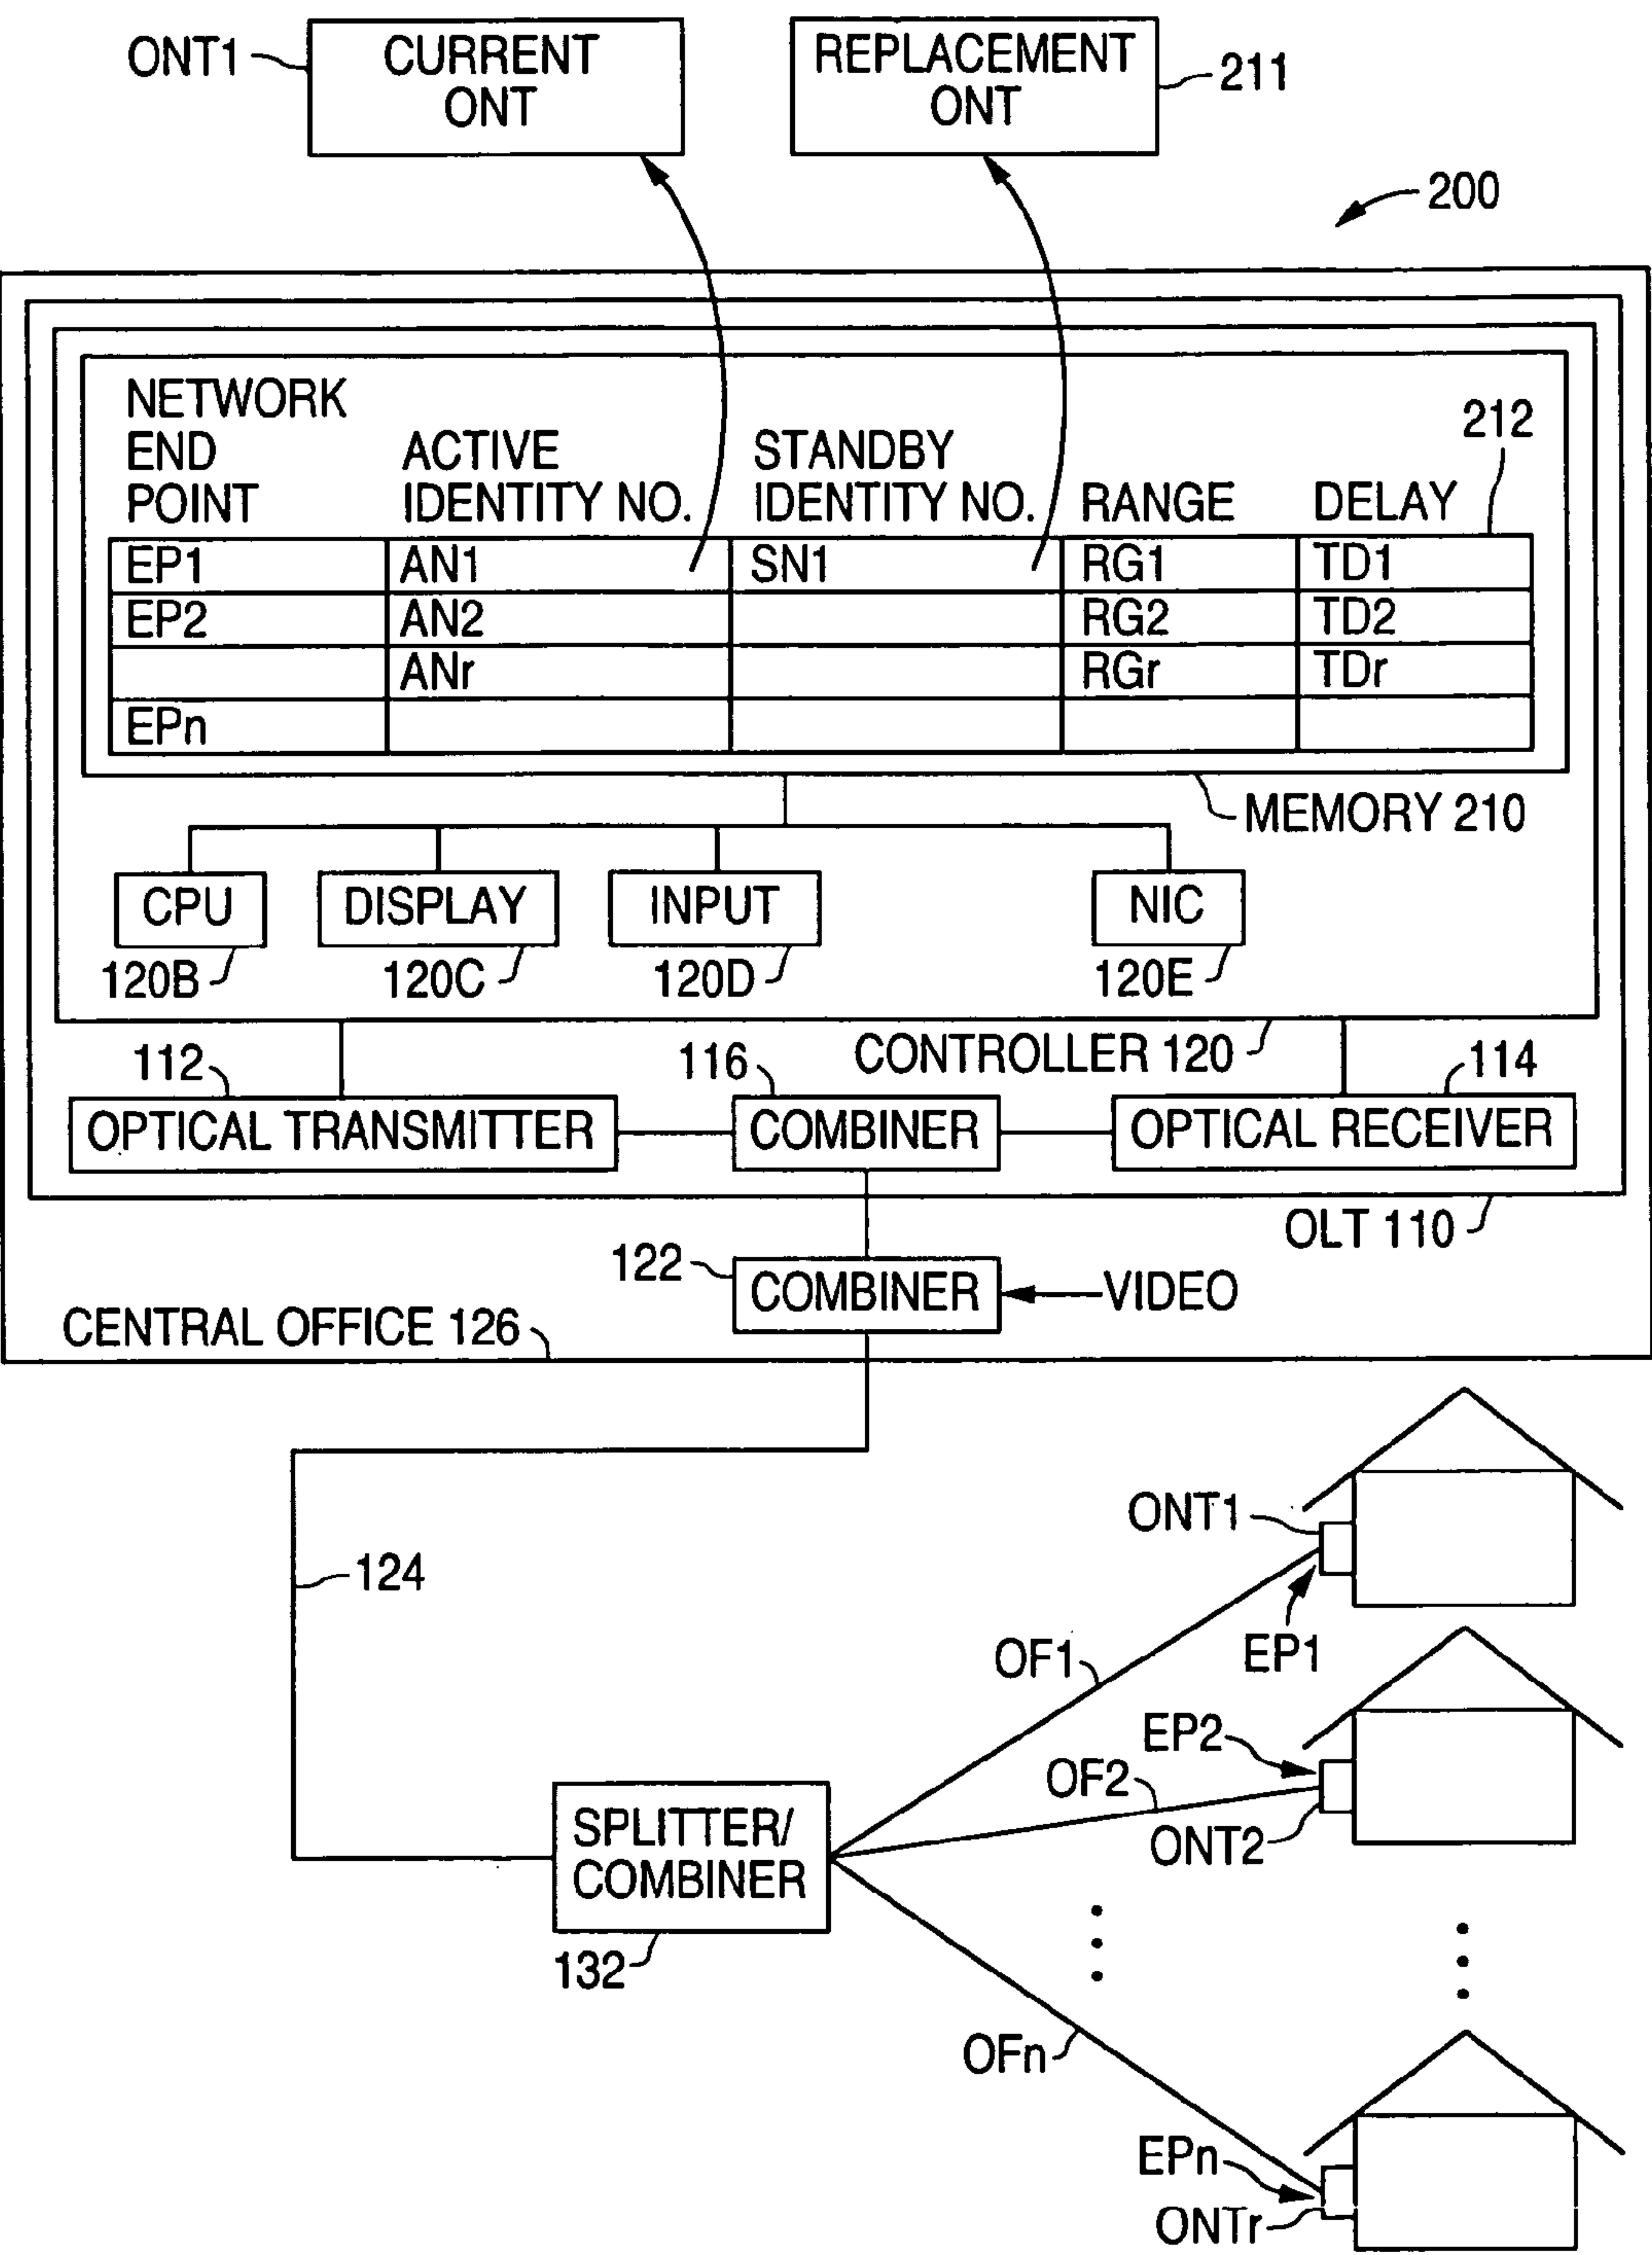 ONT1
CURRENT
ONT
REPLACEMENT
ONT
211
200
NETWORK
END
POINT
ACTIVE
IDENTITY NO.
STANDBY
IDENTITY NO.
RANGE
DELAY
212
EP1 AN1 SN1 RG1 TD1
EP2 AN2 RG2 TD2
ANr RGr TDr
EPn
MEMORY 210
CPU
DISPLAY
INPUT
NIC
120B
120C
120D
120E
CONTROLLER 120
112
116
114
OPTICAL TRANSMITTER
COMBINER
OPTICAL RECEIVER
OLT 110
122
COMBINER
VIDEO
CENTRAL OFFICE 126
124
ONT1
EP1
OF1
EP2
OF2
ONT2
SPLITTER/
COMBINER
132
OFn
EPn
ONTr